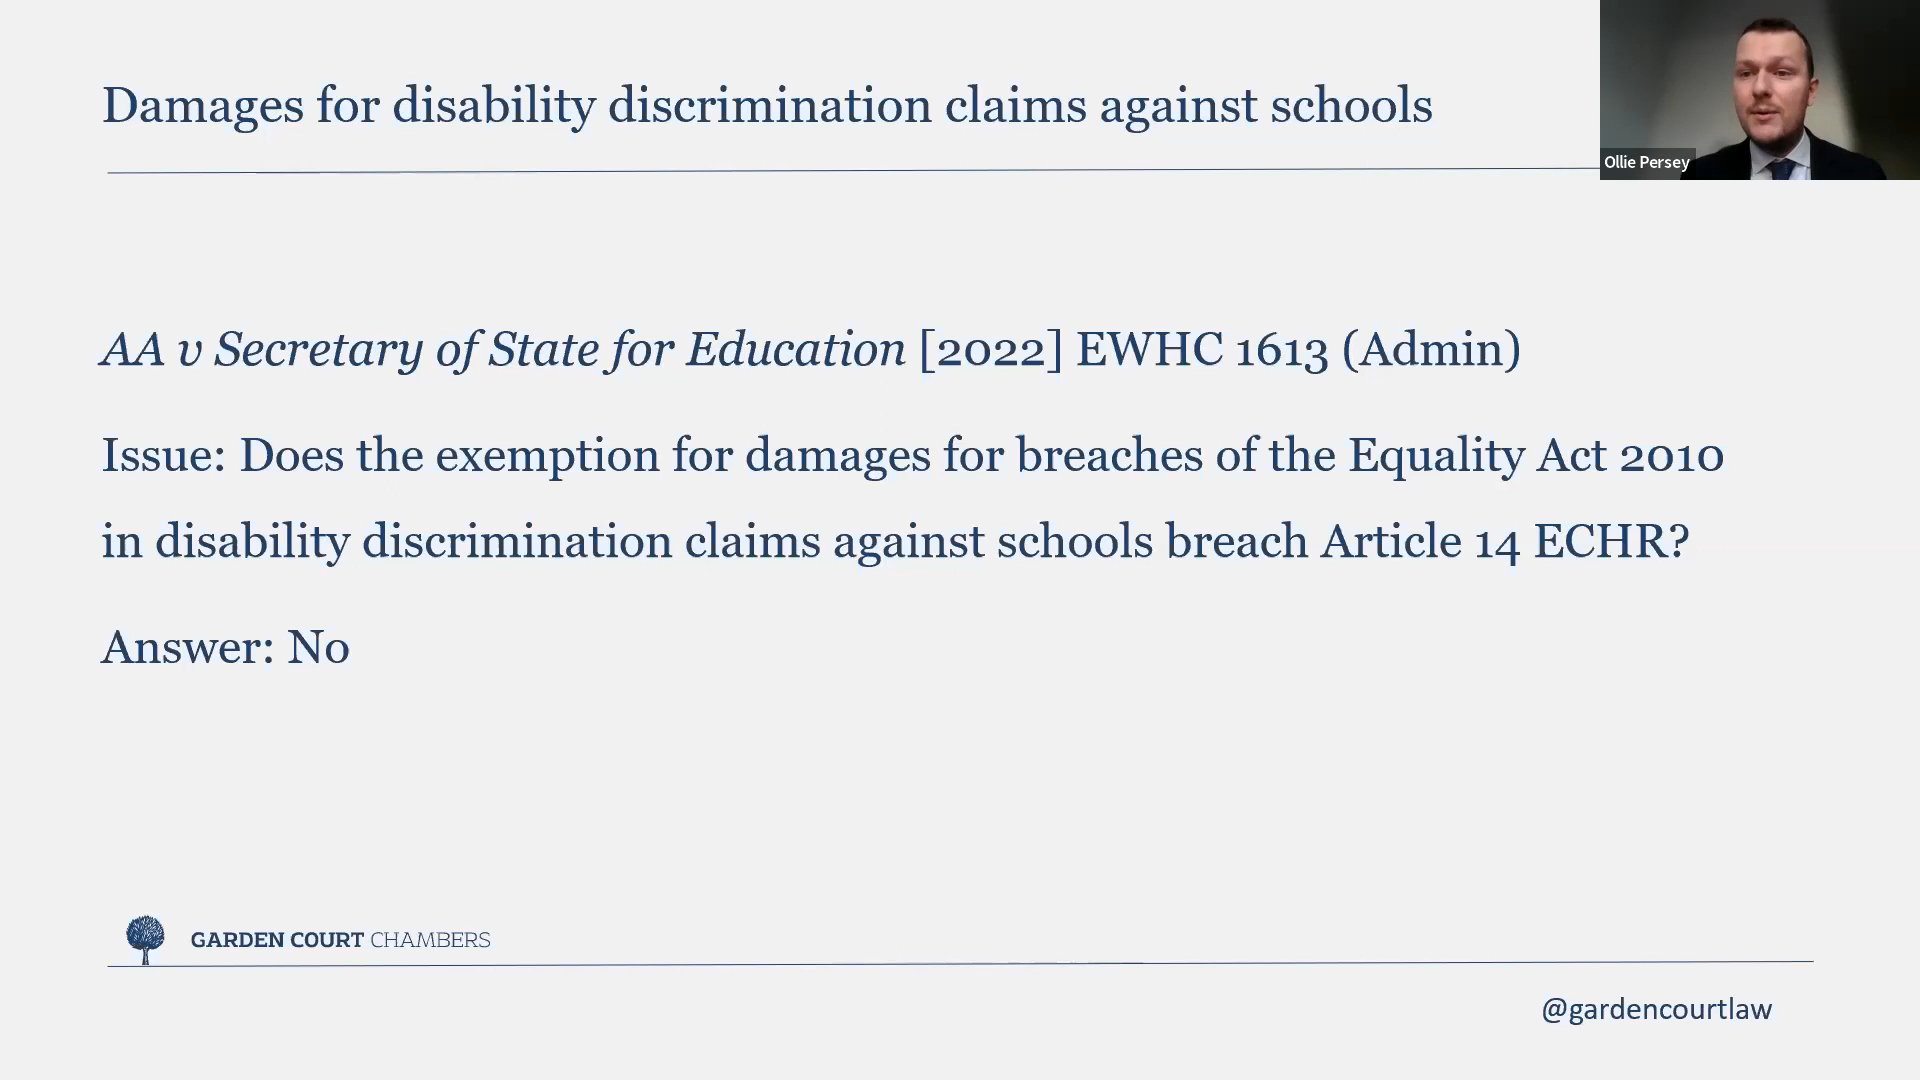 Damages for disability discrimination claims against schools
Ollie Persey
AA v Secretary of State for Education [2022] EWHC 1613 (Admin)
Issue: Does the exemption for damages for breaches of the Equality Act 2010
in disability discrimination claims against schools breach Article 14 ECHR?
Answer: No
GARDEN COURT CHAMBERS
@gardencourtlaw